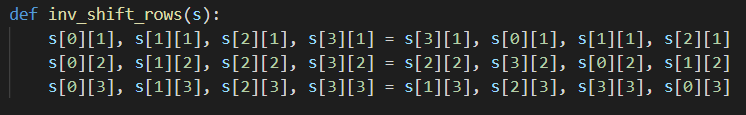 def inv_shift_rows(s):
    s[0][1], s[1][1], s[2][1], s[3][1] = s[3][1], s[0][1], s[1][1], s[2][1]
    s[0][2], s[1][2], s[2][2], s[3][2] = s[2][2], s[3][2], s[0][2], s[1][2]
    s[0][3], s[1][3], s[2][3], s[3][3] = s[1][3], s[2][3], s[3][3], s[0][3]